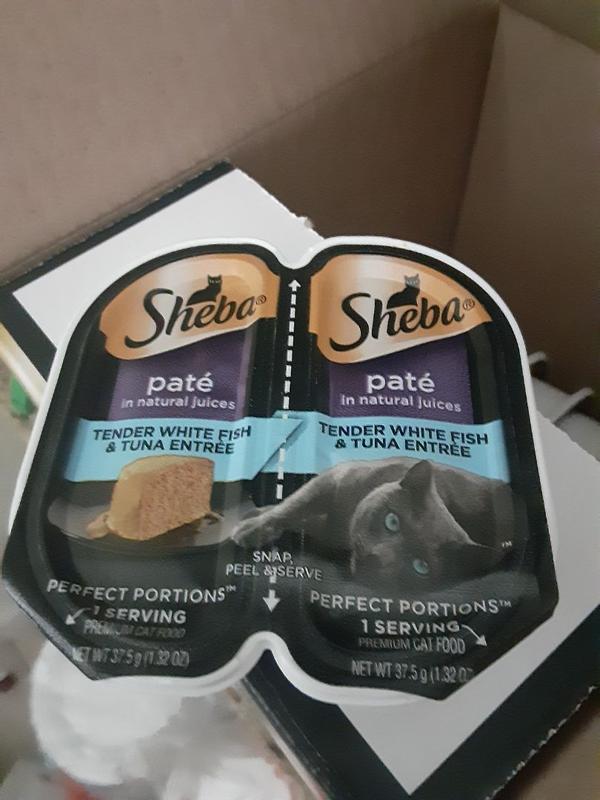 Sheba®
paté
in natural juices
TENDER WHITE FISH
& TUNA ENTRÉE
PERFECT PORTIONS™
1 SERVING
PREMIUM CAT FOOD
NET WT 37.5 g (1.32 OZ)
SNAP,
PEEL & SERVE
Sheba®
paté
in natural juices
TENDER WHITE FISH
& TUNA ENTRÉE
TM
PERFECT PORTIONS™
1 SERVING
PREMIUM CAT FOOD
NET WT 37.5 g (1.32 OZ